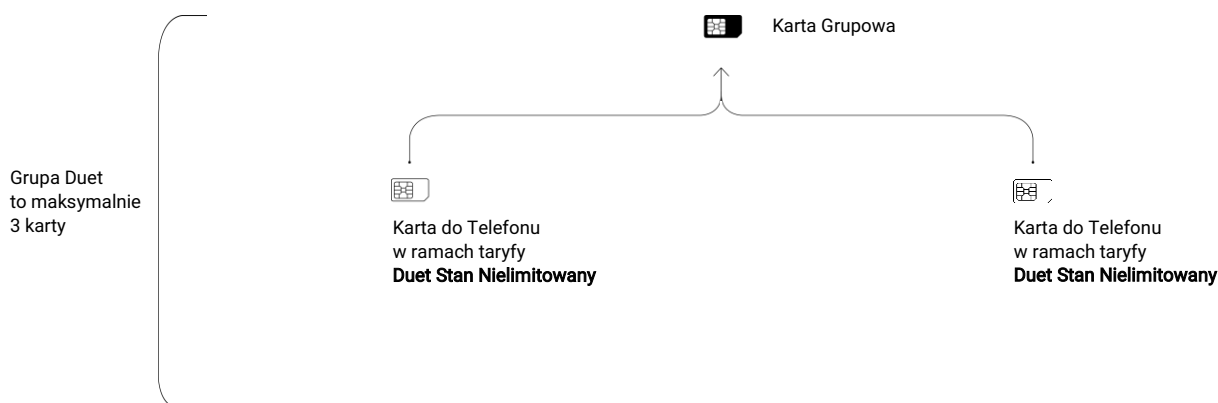 Karta Grupowa
Grupa Duet
to maksymalnie
3 karty
Karta do Telefonu
w ramach taryfy
Duet Stan Nielimitowany
Karta do Telefonu
w ramach taryfy
Duet Stan Nielimitowany